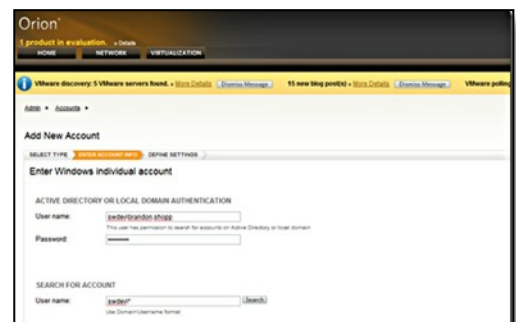 Orion
1 product in evaluation. » Details
HOME NETWORK VIRTUALIZATION
VMware discovery: 5 VMware servers found. » More Details Dismiss Message 15 new blog post(s) » More Details Dismiss Message VMware polling
Admin ▸ Accounts ▸
Add New Account
SELECT TYPE ENTER ACCOUNT INFO DEFINE SETTINGS
Enter Windows individual account
ACTIVE DIRECTORY OR LOCAL DOMAIN AUTHENTICATION
User name: swdev\brandon.shopp
This user has permission to search for accounts on Active Directory or local domain
Password: ••••••••
SEARCH FOR ACCOUNT
User name: swdev\* Search
Use Domain\Username format